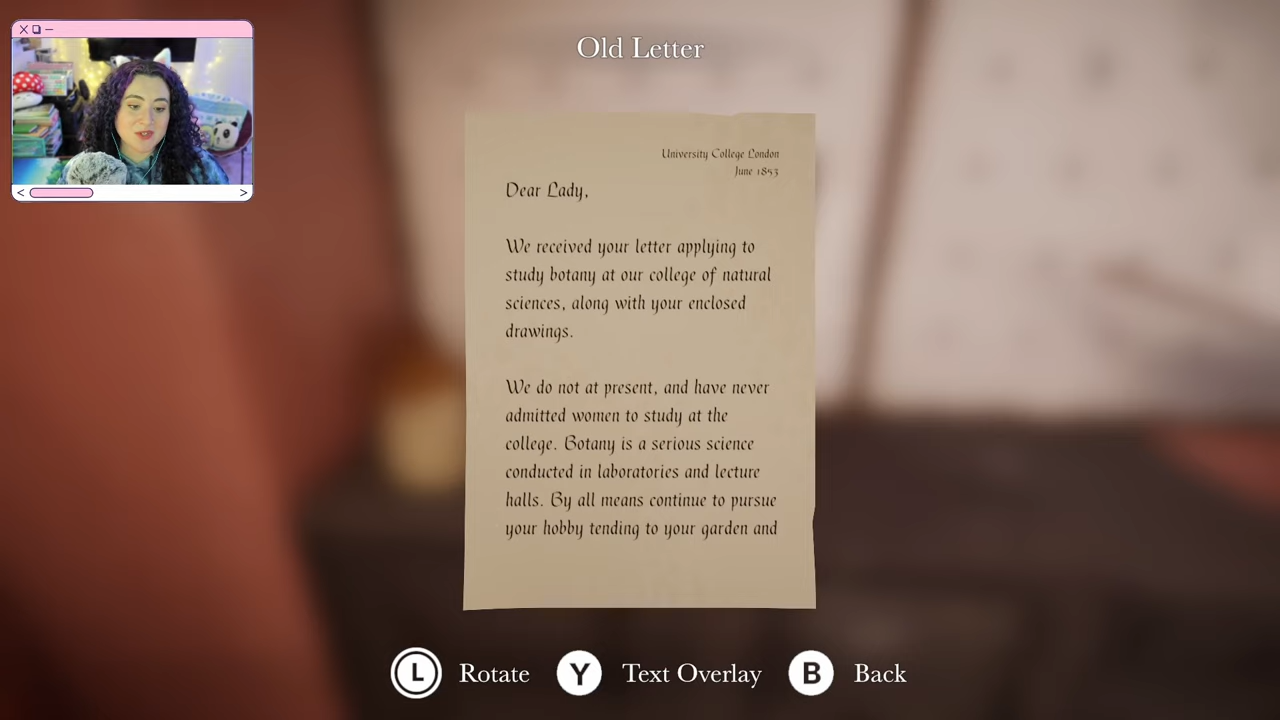 Old Letter
University College London
June 1853
Dear Lady,
We received your letter applying to
study botany at our college of natural
sciences, along with your enclosed
drawings.
We do not at present, and have never
admitted women to study at the
college. Botany is a serious science
conducted in laboratories and lecture
halls. By all means continue to pursue
your hobby tending to your garden and
L Rotate Y Text Overlay B Back